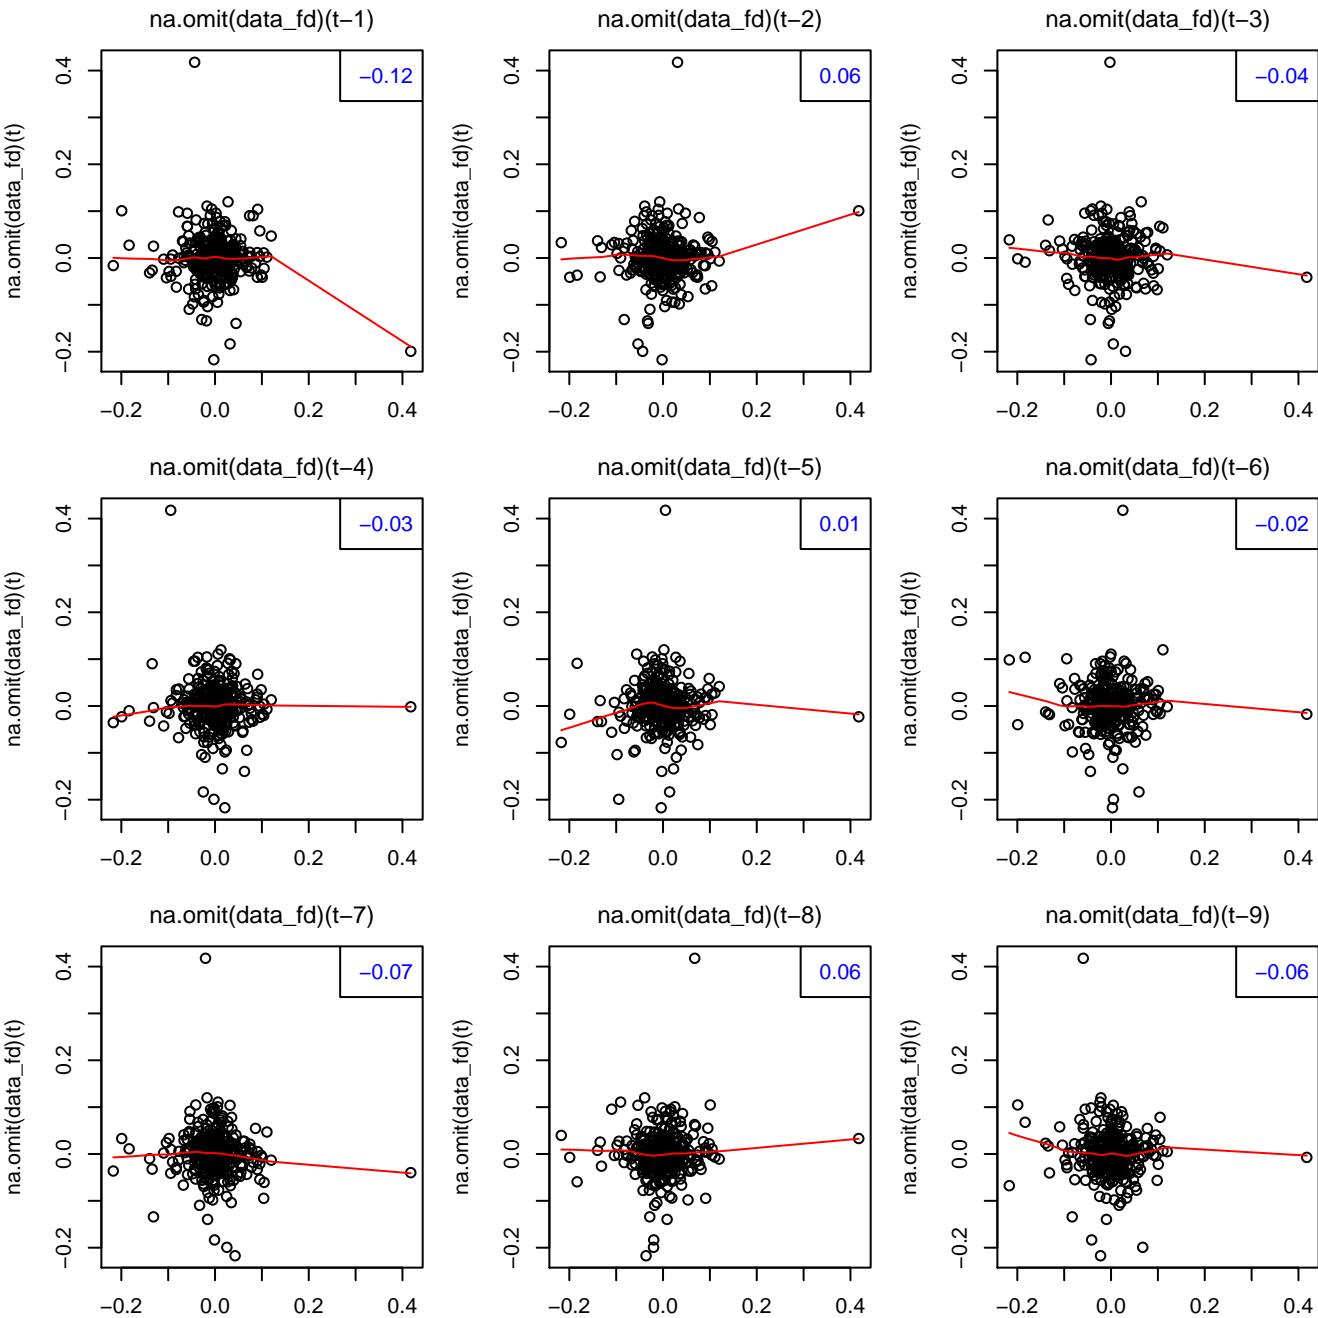 na.omit(data_fd)(t−1)
na.omit(data_fd)(t)
−0.12
0.4
0.2
0.0
−0.2
−0.2 0.0 0.2 0.4
na.omit(data_fd)(t−2)
na.omit(data_fd)(t)
0.06
0.4
0.2
0.0
−0.2
−0.2 0.0 0.2 0.4
na.omit(data_fd)(t−3)
na.omit(data_fd)(t)
−0.04
0.4
0.2
0.0
−0.2
−0.2 0.0 0.2 0.4
na.omit(data_fd)(t−4)
na.omit(data_fd)(t)
−0.03
0.4
0.2
0.0
−0.2
−0.2 0.0 0.2 0.4
na.omit(data_fd)(t−5)
na.omit(data_fd)(t)
0.01
0.4
0.2
0.0
−0.2
−0.2 0.0 0.2 0.4
na.omit(data_fd)(t−6)
na.omit(data_fd)(t)
−0.02
0.4
0.2
0.0
−0.2
−0.2 0.0 0.2 0.4
na.omit(data_fd)(t−7)
na.omit(data_fd)(t)
−0.07
0.4
0.2
0.0
−0.2
−0.2 0.0 0.2 0.4
na.omit(data_fd)(t−8)
na.omit(data_fd)(t)
0.06
0.4
0.2
0.0
−0.2
−0.2 0.0 0.2 0.4
na.omit(data_fd)(t−9)
na.omit(data_fd)(t)
−0.06
0.4
0.2
0.0
−0.2
−0.2 0.0 0.2 0.4